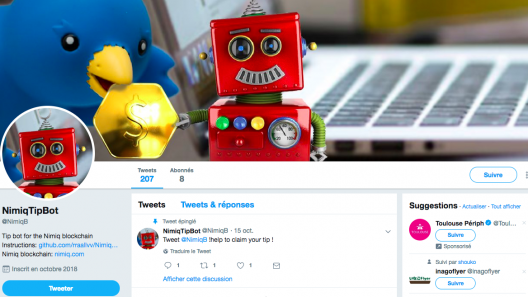 Tweets
207
Abonnés
8
Suivre
NimiqTipBot
@NimiqB
Tip bot for the Nimiq blockchain
Instructions: github.com/maallvv/Nimiq...
Nimiq blockchain: nimiq.com
Inscrit en octobre 2018
Tweeter
Tweets
Tweets & réponses
Tweet épinglé
NimiqTipBot @NimiqB · 15 oct.
Tweet @NimiqB !help to claim your tip !
Traduire le Tweet
1
1
1
Afficher cette discussion
Suggestions · Actualiser · Tout afficher
Toulouse Périph @Toul...
Suivre
Sponsorisé
Suivi par shouko
inagoflyer @inagoflyer
Suivre